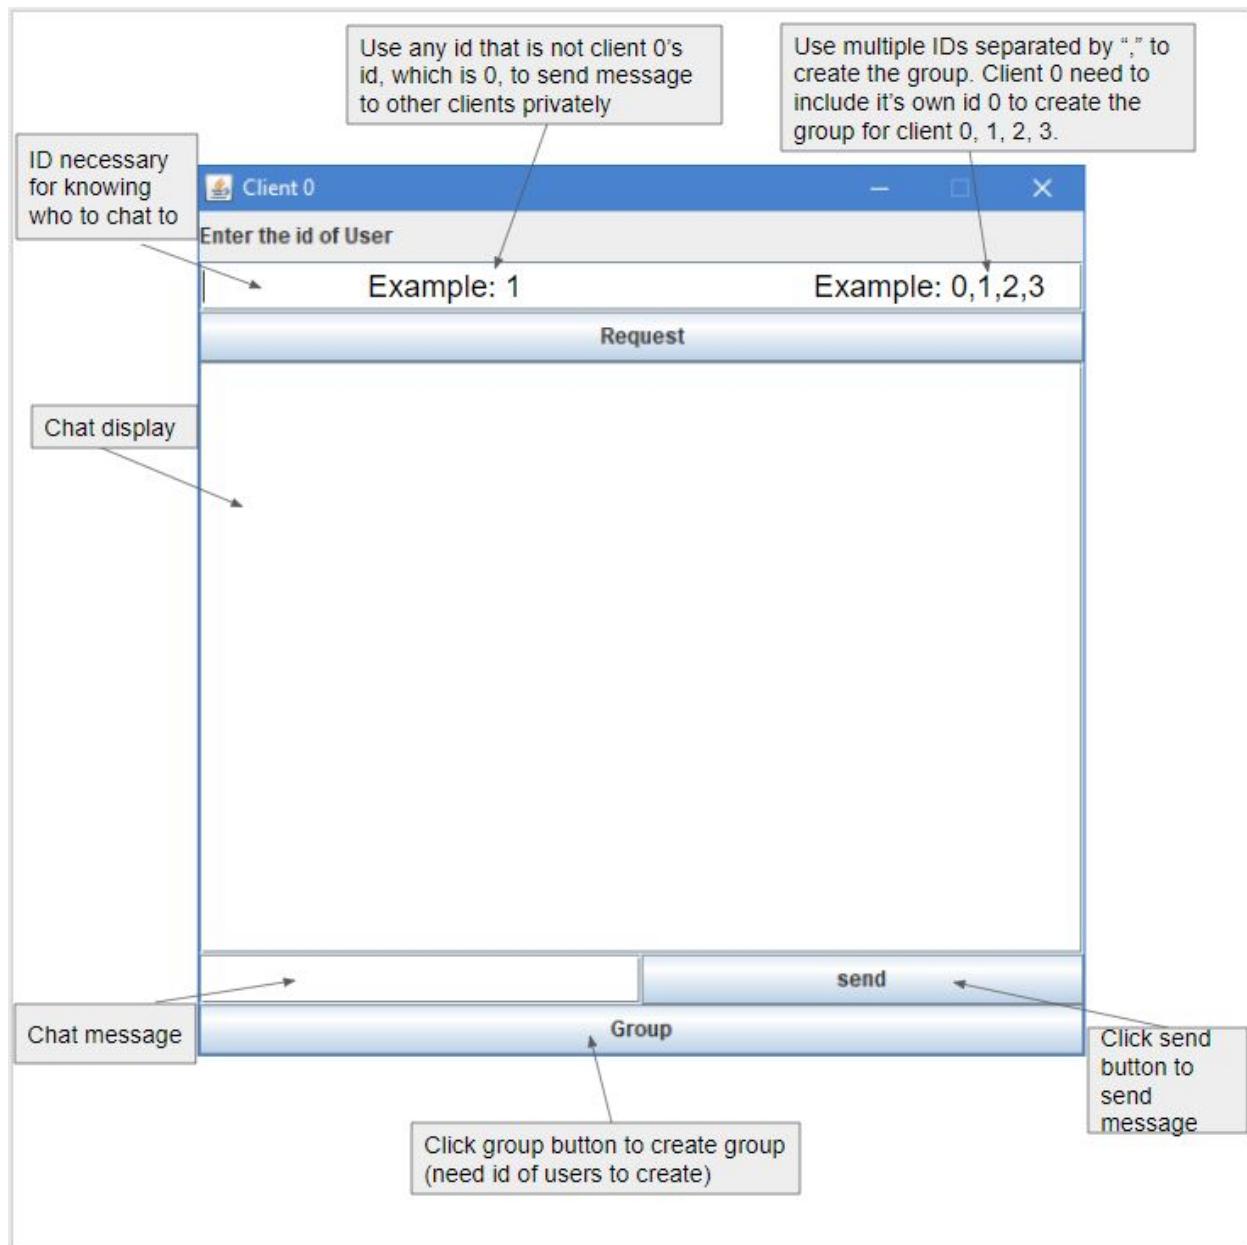 Use any id that is not client 0's
id, which is 0, to send message
to other clients privately
Use multiple IDs separated by “,” to
create the group. Client 0 need to
include it's own id 0 to create the
group for client 0, 1, 2, 3.
ID necessary
for knowing
who to chat to
Client 0
Enter the id of User
Example: 1
Example: 0,1,2,3
Request
Chat display
send
Chat message
Group
Click send
button to
send
message
Click group button to create group
(need id of users to create)